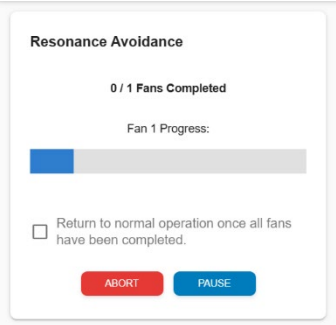 Resonance Avoidance
0 / 1 Fans Completed
Fan 1 Progress:
Return to normal operation once all fans
have been completed.
ABORT
PAUSE